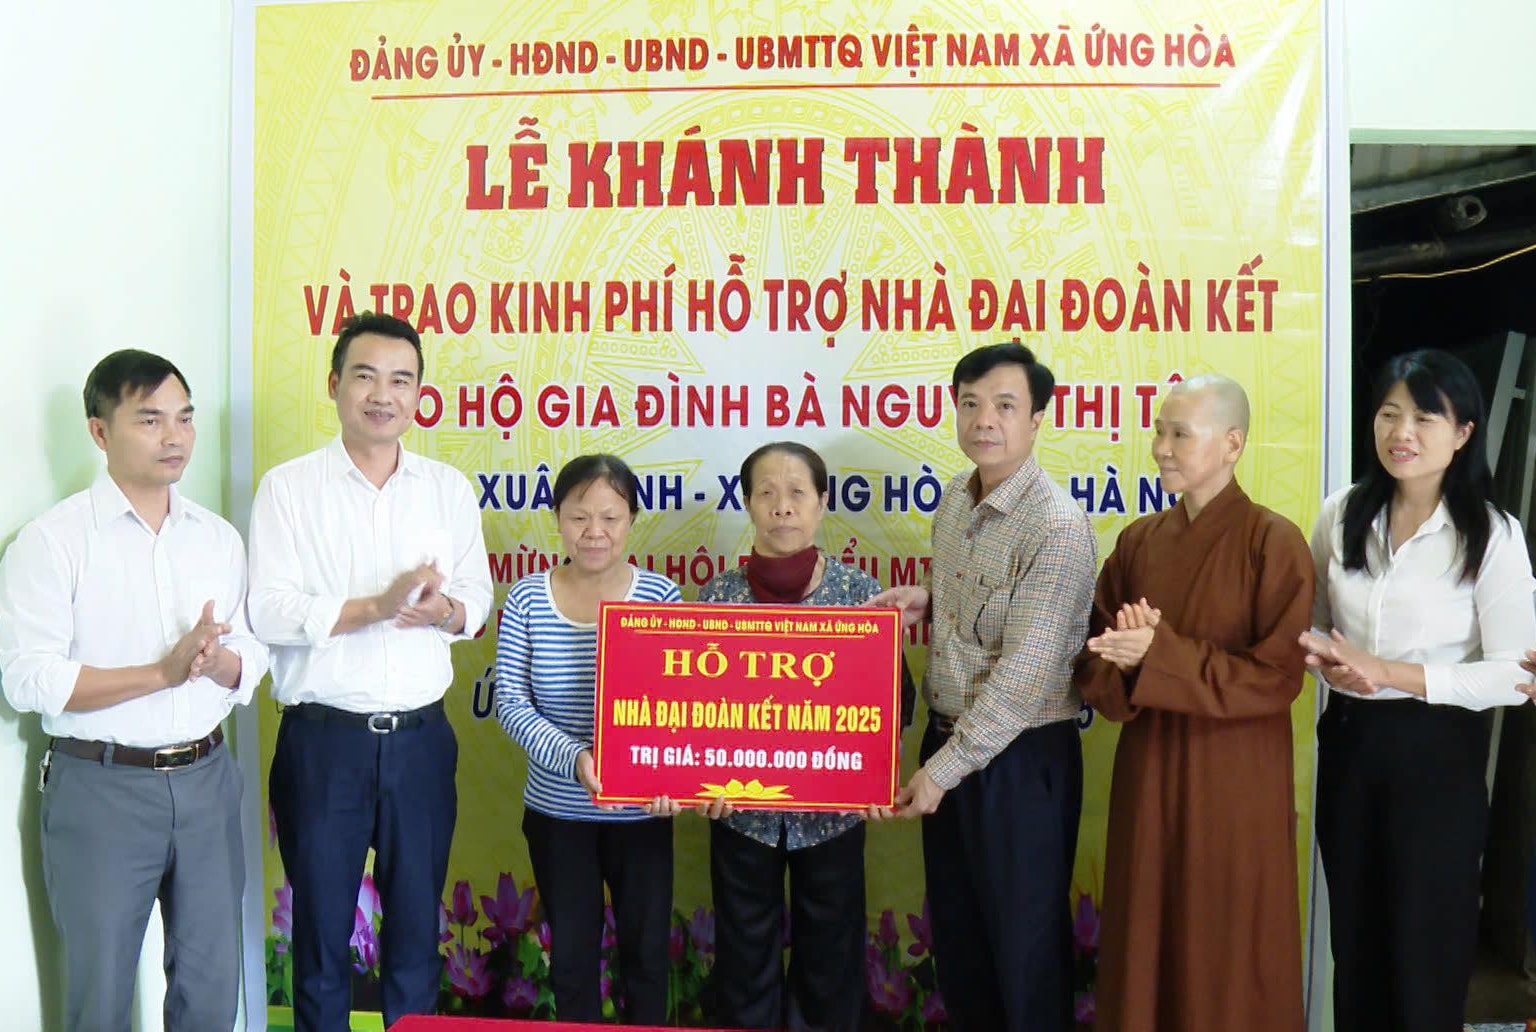 ĐẢNG ỦY - HĐND - UBND - UBMTTQ VIỆT NAM XÃ ỨNG HÒA
LỄ KHÁNH THÀNH
VÀ TRAO KINH PHÍ HỖ TRỢ NHÀ ĐẠI ĐOÀN KẾT
HỘ GIA ĐÌNH BÀ THỊ
XUÂN HÀ
MỪNG HỘI MT
ĐẢNG ỦY - HĐND - UBND - UBMTTQ VIỆT NAM XÃ ỨNG HÒA
HỖ TRỢ
NHÀ ĐẠI ĐOÀN KẾT NĂM 2025
TRỊ GIÁ: 50.000.000 ĐỒNG